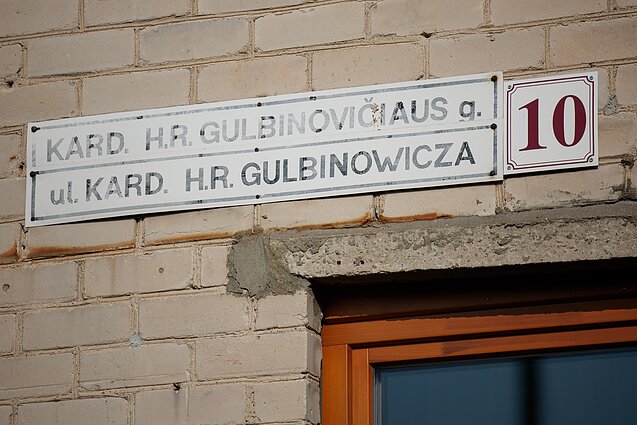 KARD. H.R. GULBINOVIČIAUS g.
ul. KARD. H.R. GULBINOWICZA
10